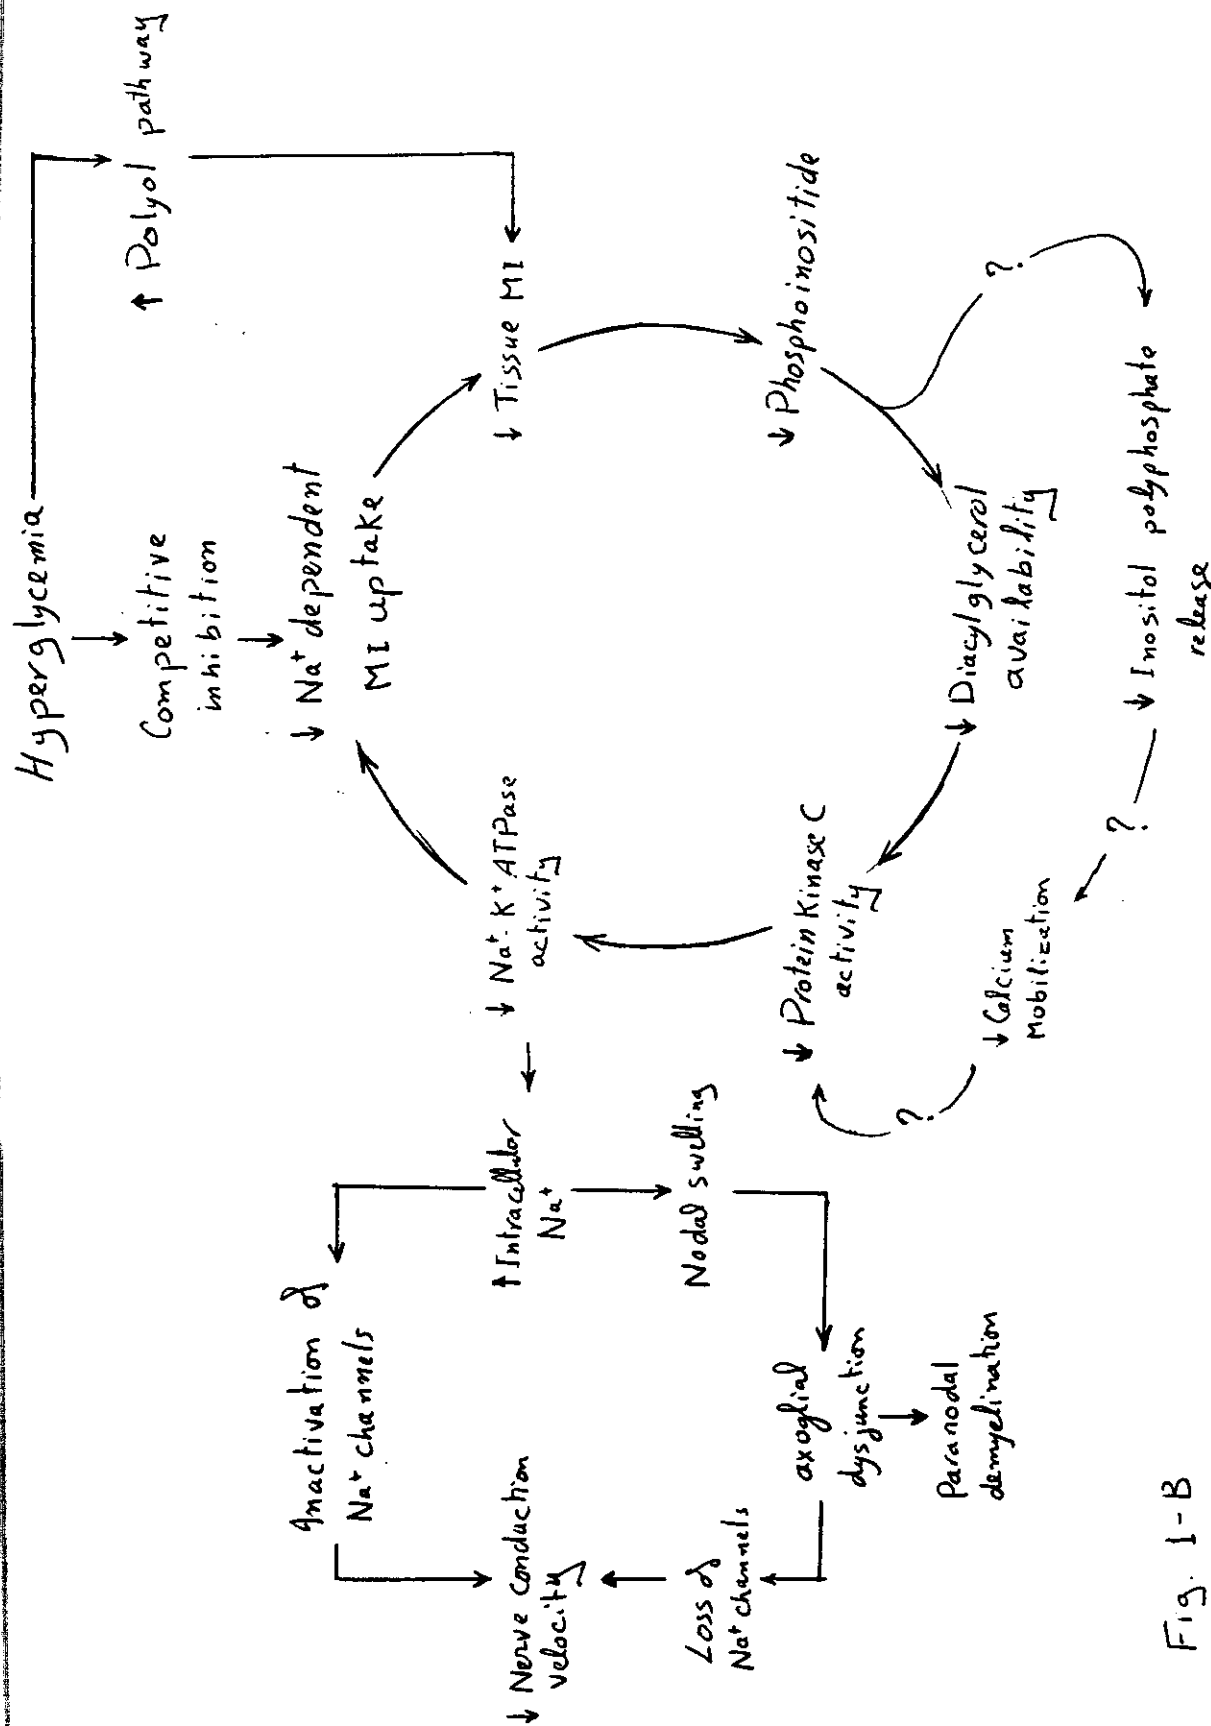 Hyperglycemia
↑ Polyol pathway
Competitive
inhibition
↓ Na⁺ dependent
MI uptake
↓ Tissue MI
↓ Phosphoinositide
?
↓ Diacylglycerol
availability
↓ Inositol polyphosphate
release
?
↓ Calcium
Mobilization
?
↓ Protein Kinase C
activity
↓ Na⁺-K⁺ ATPase
activity
↑ Intracellular
Na⁺
Inactivation of
Na⁺ channels
Nodal swelling
axoglial
dysjunction
Paranodal
demyelination
Loss of
Na⁺ channels
↓ Nerve conduction
velocity
Fig. 1-B